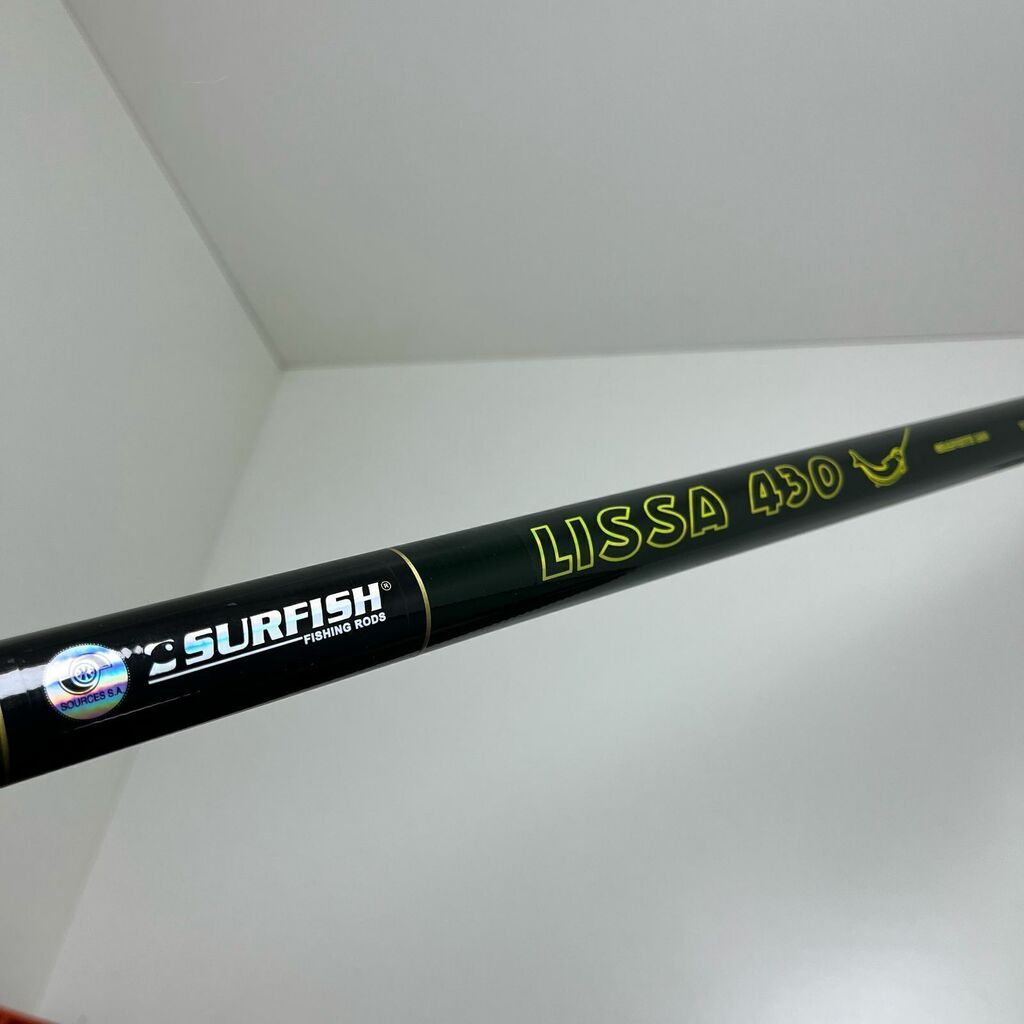 SOURCES S.A.
SURFISH®
FISHING RODS
LISSA 430